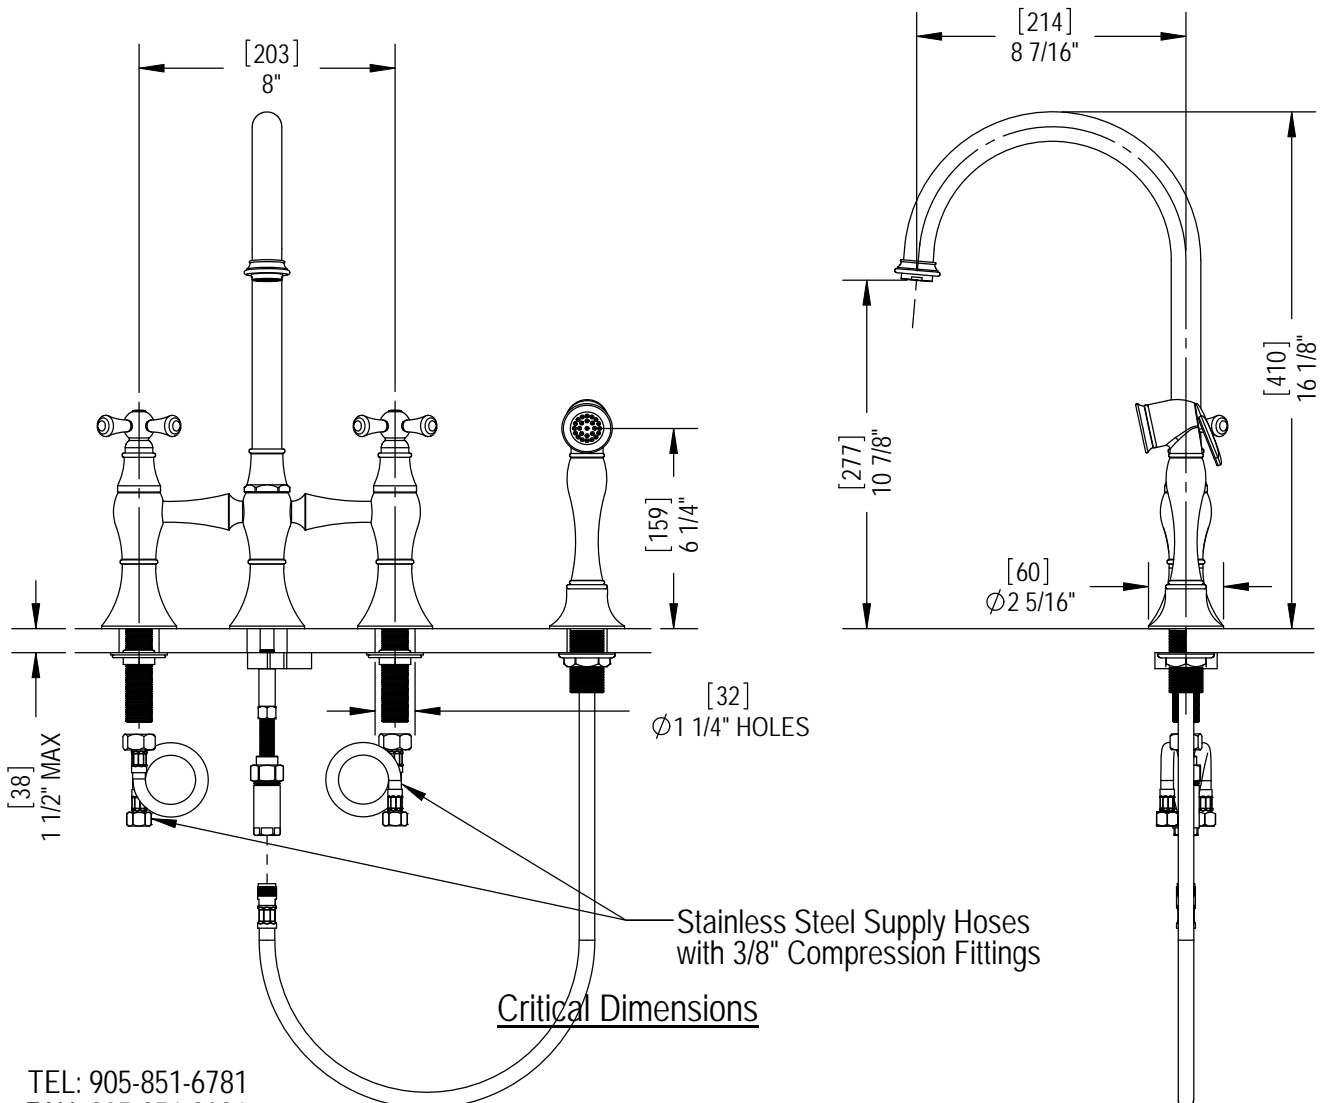 [203]
8"
[214]
8 7/16"
[410]
16 1/8"
[277]
10 7/8"
[159]
6 1/4"
[60]
Ø2 5/16"
[32]
Ø1 1/4" HOLES
[38]
1 1/2" MAX
Stainless Steel Supply Hoses
with 3/8" Compression Fittings
Critical Dimensions
TEL: 905-851-6781